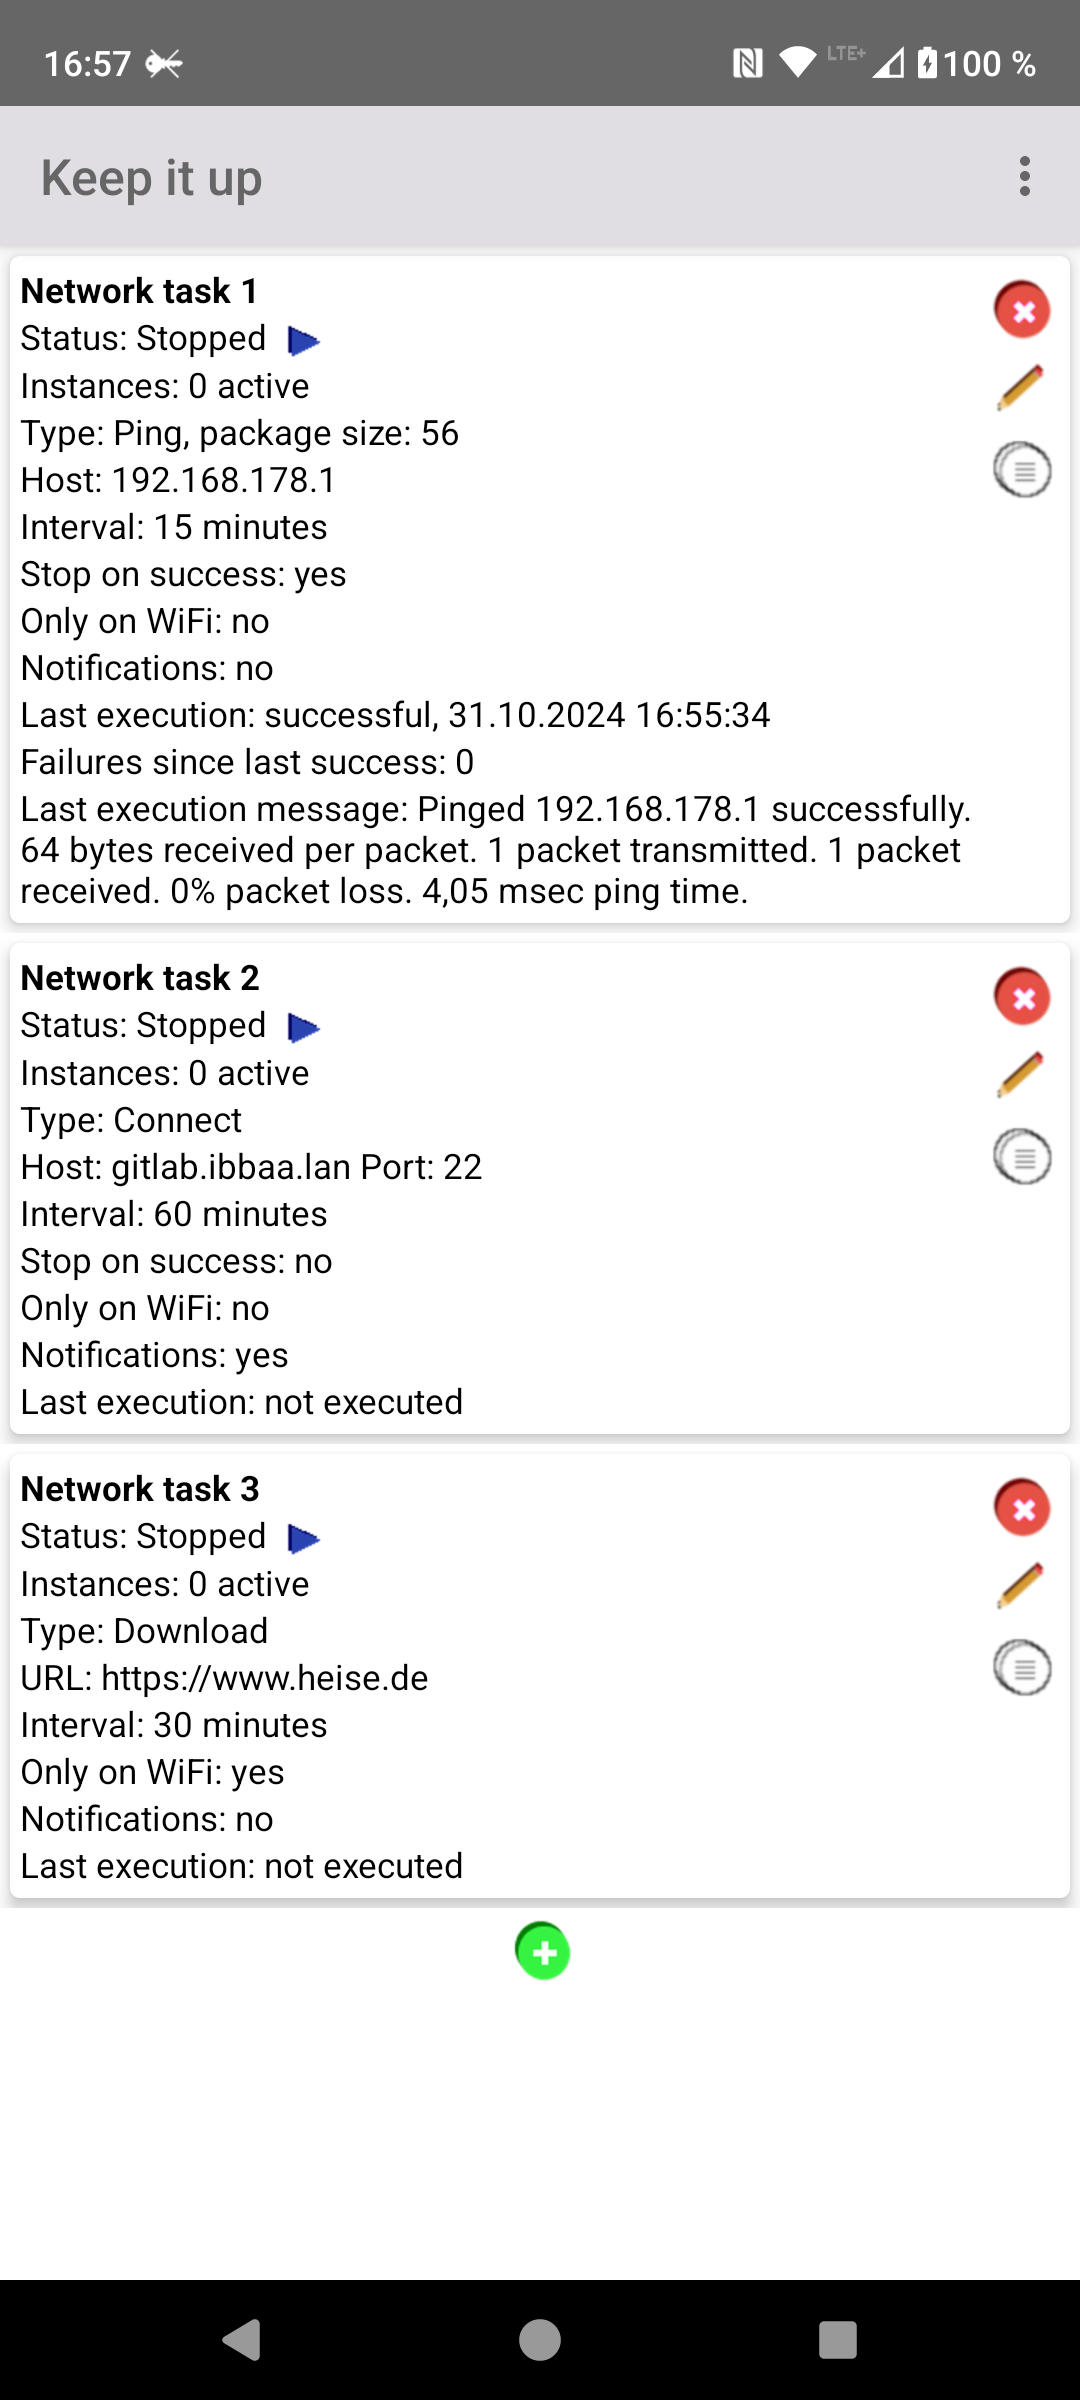 16:57
LTE+
100 %
Keep it up
Network task 1
Status: Stopped
Instances: 0 active
Type: Ping, package size: 56
Host: 192.168.178.1
Interval: 15 minutes
Stop on success: yes
Only on WiFi: no
Notifications: no
Last execution: successful, 31.10.2024 16:55:34
Failures since last success: 0
Last execution message: Pinged 192.168.178.1 successfully.
64 bytes received per packet. 1 packet transmitted. 1 packet
received. 0% packet loss. 4,05 msec ping time.
Network task 2
Status: Stopped
Instances: 0 active
Type: Connect
Host: gitlab.ibbaa.lan Port: 22
Interval: 60 minutes
Stop on success: no
Only on WiFi: no
Notifications: yes
Last execution: not executed
Network task 3
Status: Stopped
Instances: 0 active
Type: Download
URL: https://www.heise.de
Interval: 30 minutes
Only on WiFi: yes
Notifications: no
Last execution: not executed